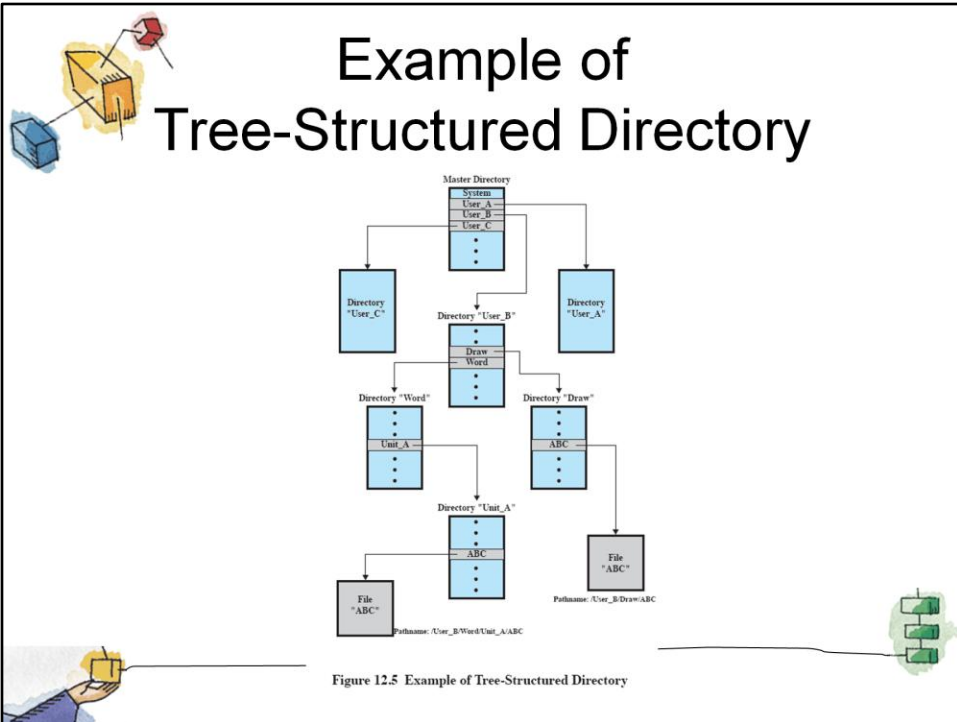 Example of
Tree-Structured Directory
Master Directory
System
User_A
User_B
User_C
Directory
"User_C"
Directory
"User_A"
Directory "User_B"
Draw
Word
Directory "Word"
Directory "Draw"
Unit_A
ABC
Directory "Unit_A"
ABC
File
"ABC"
Pathname: /User_B/Draw/ABC
File
"ABC"
Pathname: /User_B/Word/Unit_A/ABC
Figure 12.5 Example of Tree-Structured Directory